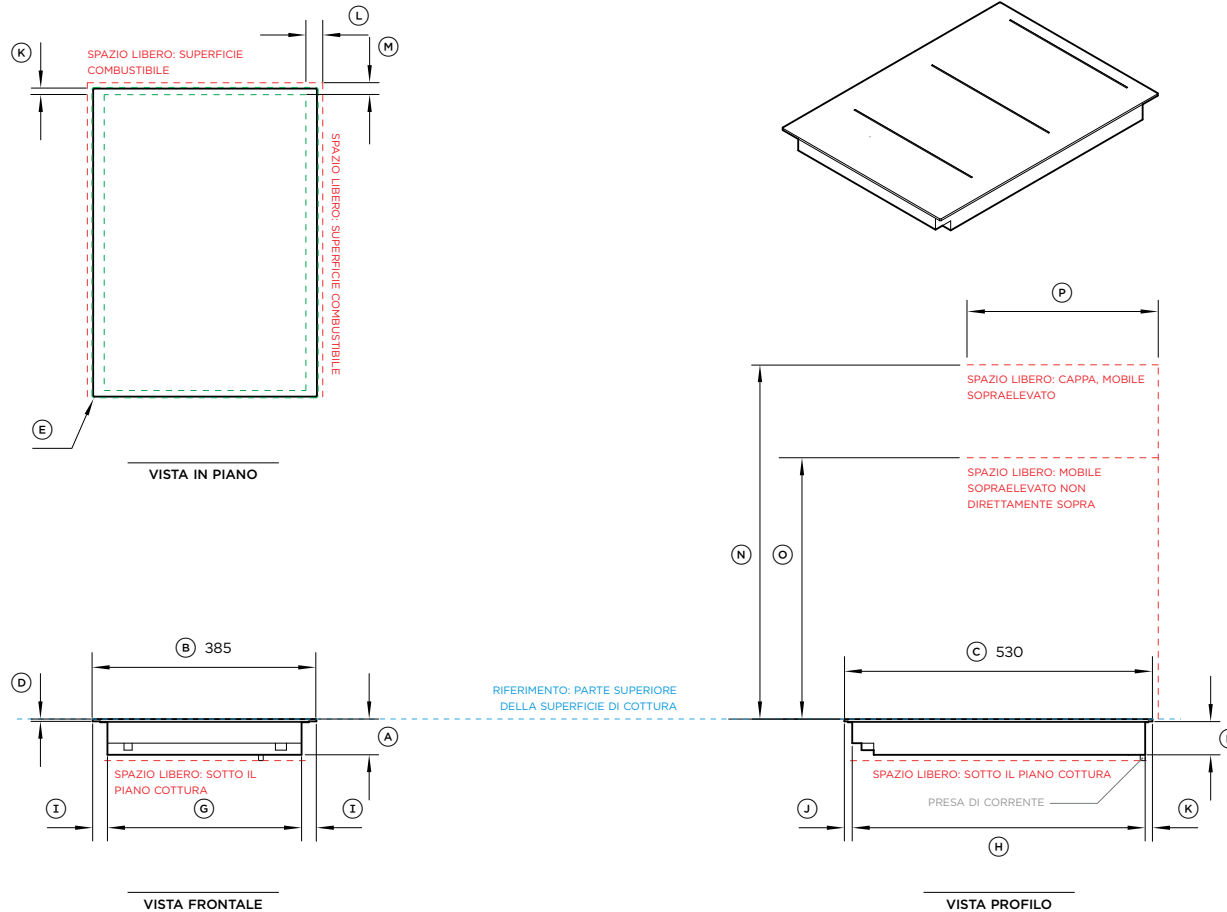 L
K
M
SPAZIO LIBERO: SUPERFICIE
COMBUSTIBILE
SPAZIO LIBERO: SUPERFICIE COMBUSTIBILE
E
VISTA IN PIANO
P
SPAZIO LIBERO: CAPPA, MOBILE
SOPRAELEVATO
SPAZIO LIBERO: MOBILE
SOPRAELEVATO NON
DIRETTAMENTE SOPRA
N
O
B 385
D
A
SPAZIO LIBERO: SOTTO IL
PIANO COTTURA
I
G
I
VISTA FRONTALE
RIFERIMENTO: PARTE SUPERIORE
DELLA SUPERFICIE DI COTTURA
C 530
SPAZIO LIBERO: SOTTO IL PIANO COTTURA
PRESA DI CORRENTE
J
K
H
VISTA PROFILO